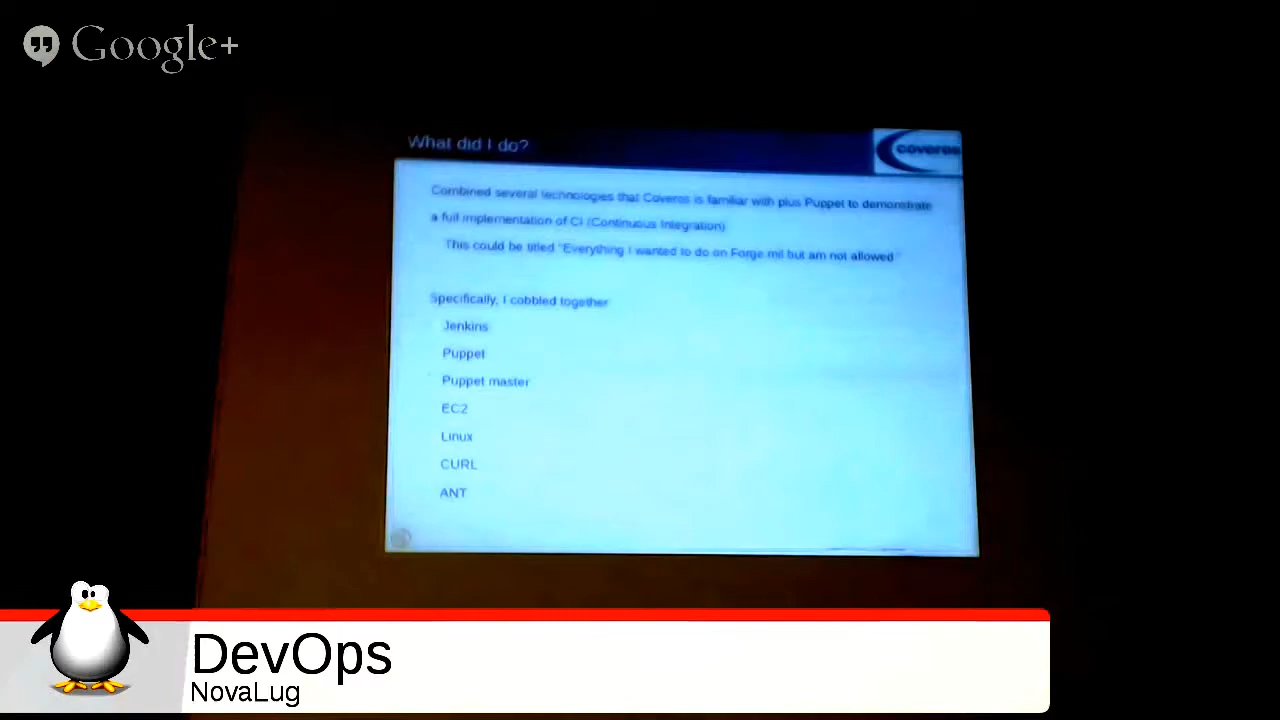 Google+
What did I do?
coveros
Combined several technologies that Coveros is familiar with plus Puppet to demonstrate
a full implementation of CI (Continuous Integration)
This could be titled "Everything I wanted to do on Forge.mil but am not allowed"
Specifically, I cobbled together
Jenkins
Puppet
Puppet master
EC2
Linux
CURL
ANT
DevOps
NovaLug